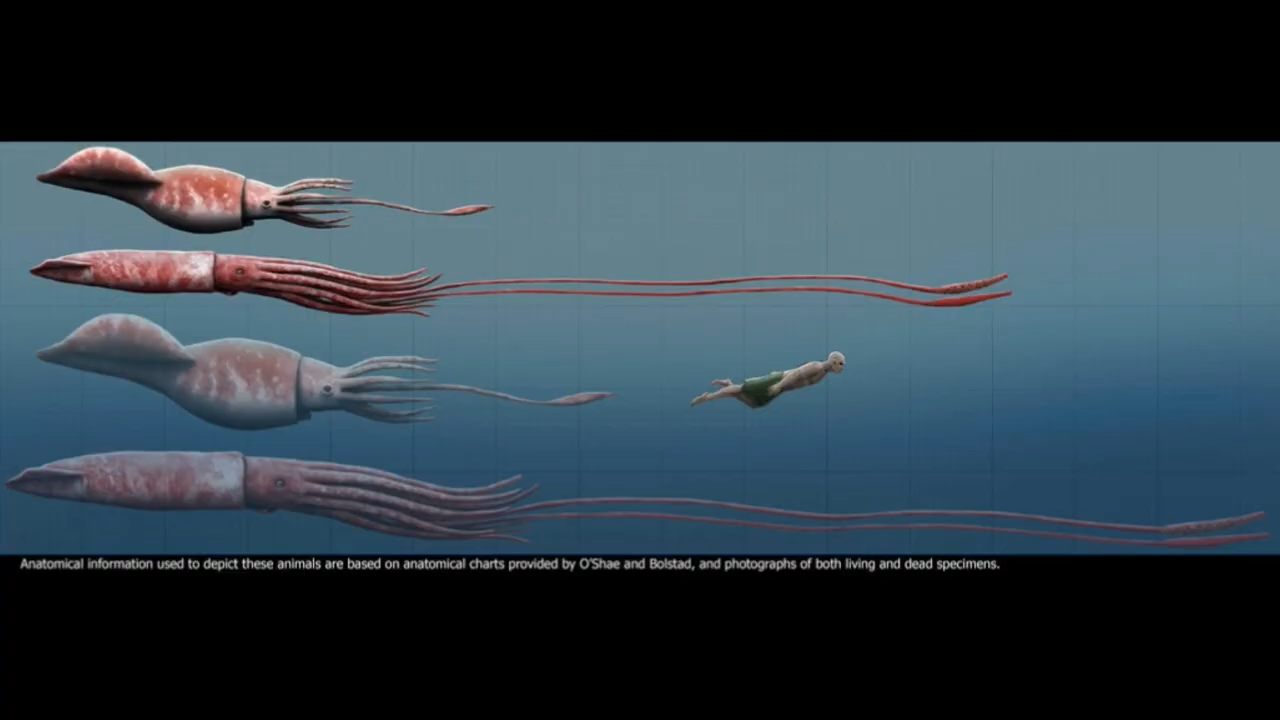 Anatomical information used to depict these animals are based on anatomical charts provided by O'Shae and Bolstad, and photographs of both living and dead specimens.